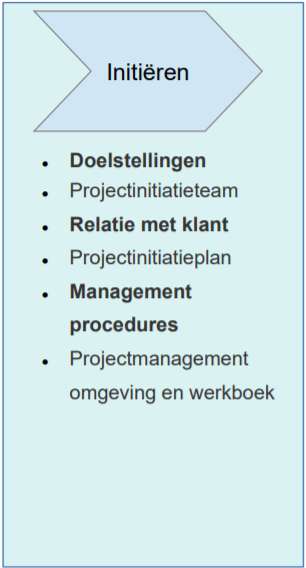 Initiëren
• Doelstellingen
• Projectinitiatieteam
• Relatie met klant
• Projectinitiatieplan
• Management
procedures
• Projectmanagement
omgeving en werkboek